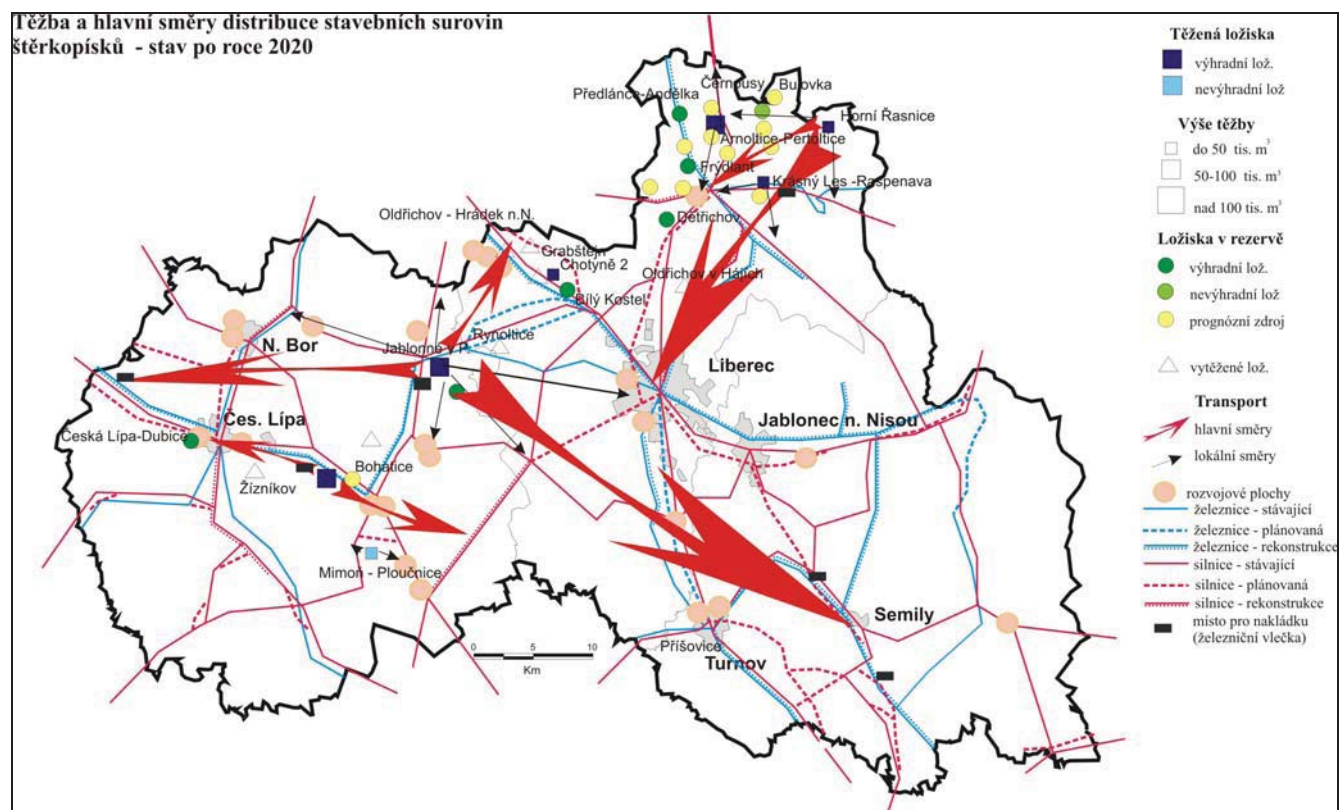 Těžba a hlavní směry distribuce stavebních surovin
štěrkopísků - stav po roce 2020
Těžená ložiska
výhradní lož.
nevýhradní lož
Výše těžby
do 50 tis. m³
50-100 tis. m³
nad 100 tis. m³
Ložiska v rezervě
výhradní lož.
nevýhradní lož
prognózní zdroj
vytěžené lož.
Transport
hlavní směry
lokální směry
rozvojové plochy
železnice - stávající
železnice - plánovaná
železnice - rekonstrukce
silnice - stávající
silnice - plánovaná
silnice - rekonstrukce
místo pro nakládku
(železniční vlečka)
Černousy
Bulovka
Předlánce-Andělka
Horní Řasnice
Arnoltice-Pertoltice
Frýdlant
Krásný Les -Raspenava
Dětřichov
Oldřichov - Hrádek n.N.
Grabštejn
Chotyně 2
Oldřichov v Hájích
Bílý Kostel
Rynoltice
N. Bor
Jablonné v P.
Liberec
Čes. Lípa
Jablonec n. Nisou
Česká Lípa-Dubice
Bohatice
Žízníkov
Mimoň - Ploučnice
Semily
Příšovice
Turnov
0 5 10
Km